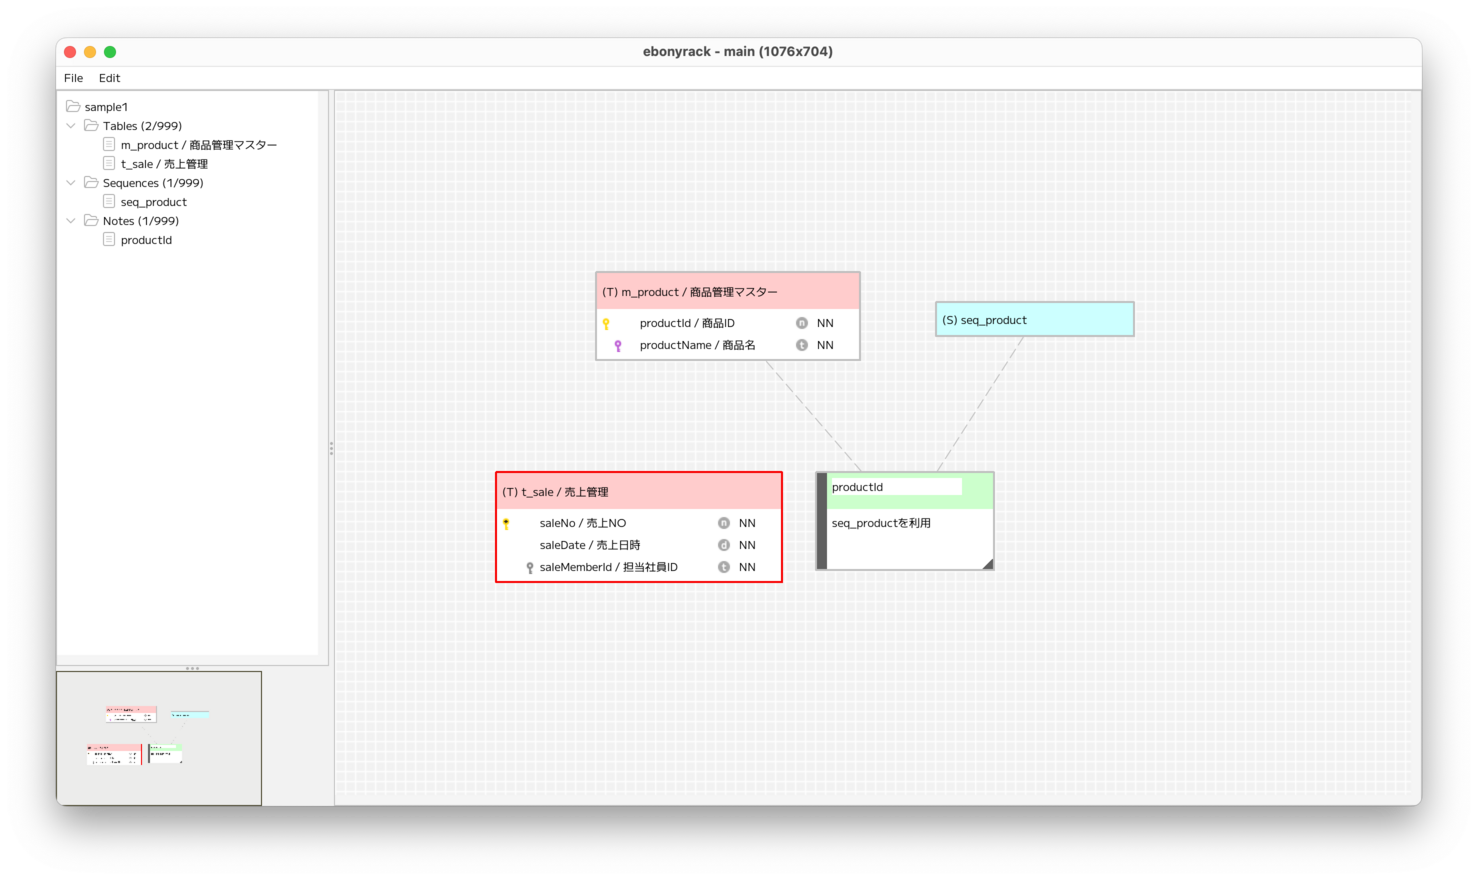 ebonyrack - main (1076x704)
File Edit
sample1
Tables (2/999)
m_product / 商品管理マスター
t_sale / 売上管理
Sequences (1/999)
seq_product
Notes (1/999)
productId
(T) m_product / 商品管理マスター
productId / 商品ID n NN
productName / 商品名 t NN
(S) seq_product
(T) t_sale / 売上管理
saleNo / 売上NO n NN
saleDate / 売上日時 d NN
saleMemberId / 担当社員ID t NN
productId
seq_productを利用